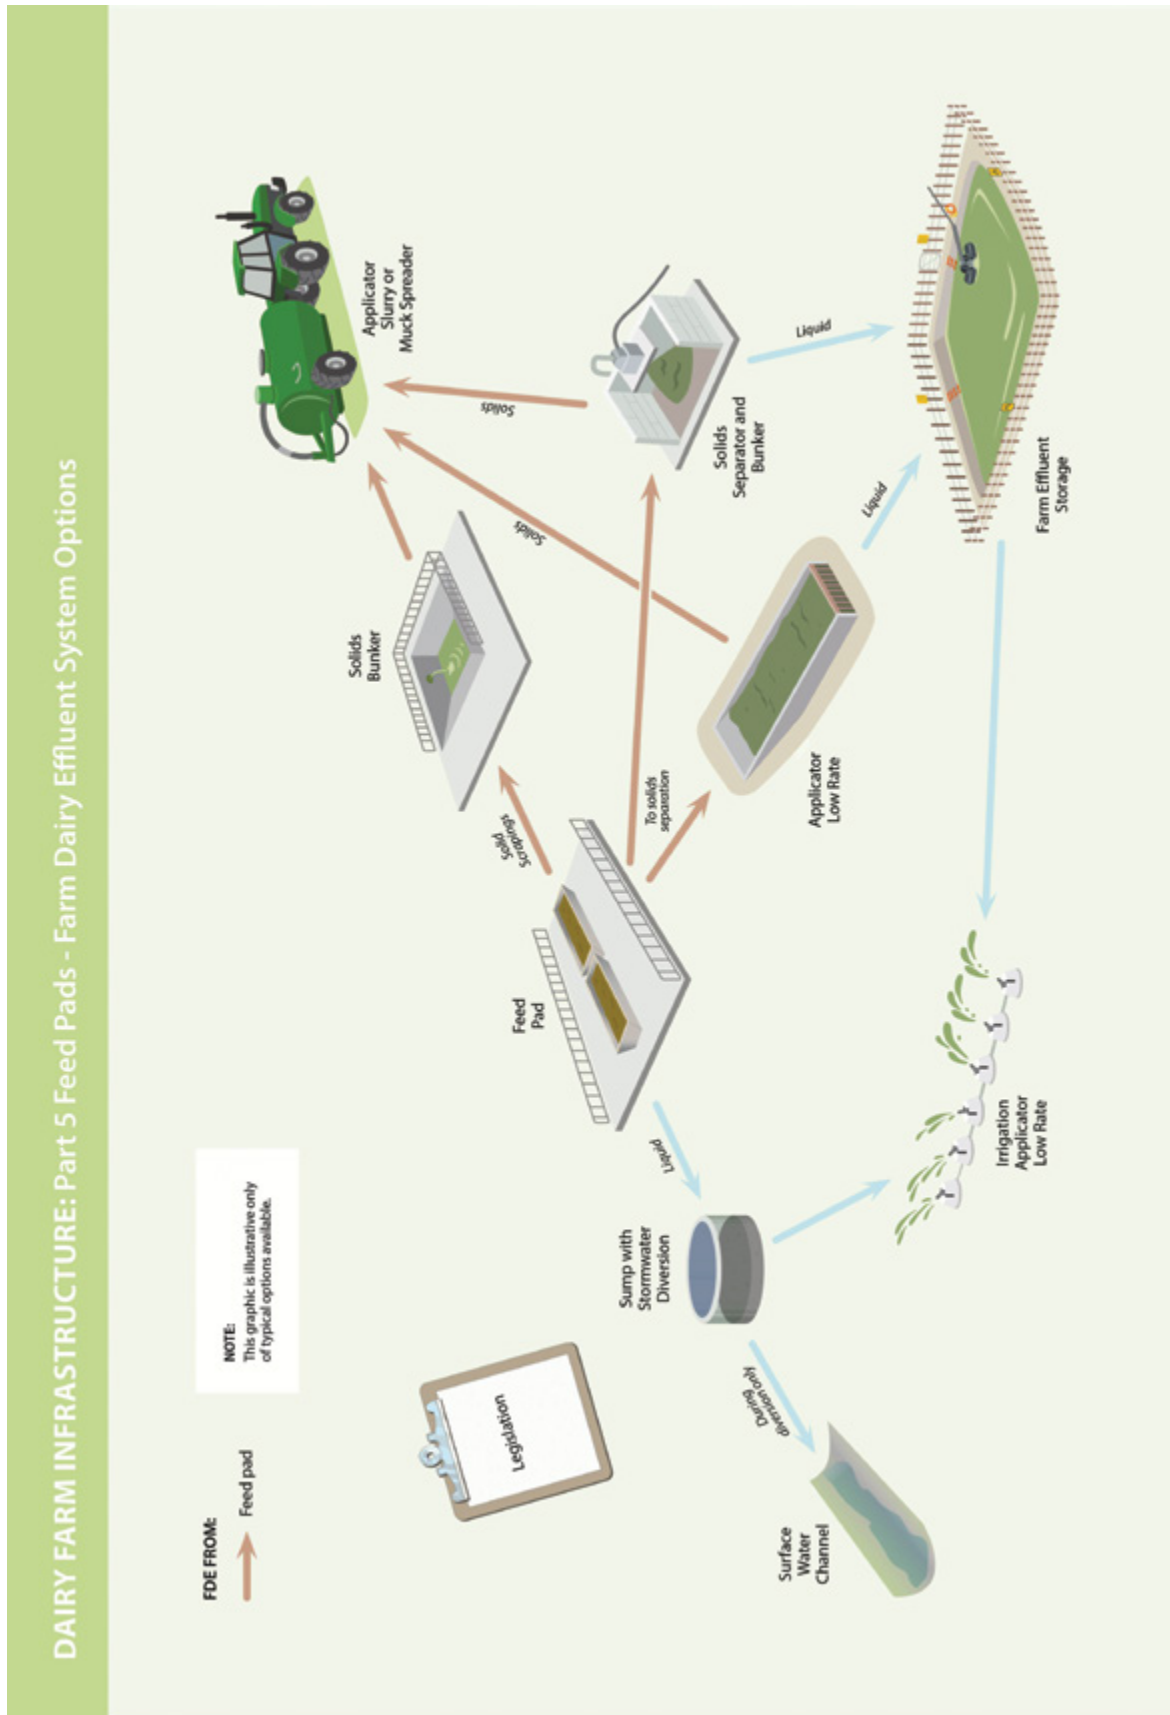 DAIRY FARM INFRASTRUCTURE: Part 5 Feed Pads - Farm Dairy Effluent System Options
FDE FROM:
Feed pad
NOTE:
This graphic is illustrative only
of typical options available.
Legislation
Surface
Water
Channel
During only
diversion only
Sump with
Stormwater
Diversion
Liquid
Feed
Pad
Solid
Scrapings
To solids
separation
Solids
Bunker
Applicator
Low Rate
Solids
Solids
Solids
Separator and
Bunker
Applicator
Slurry or
Muck Spreader
Liquid
Liquid
Farm Effluent
Storage
Irrigation
Applicator
Low Rate